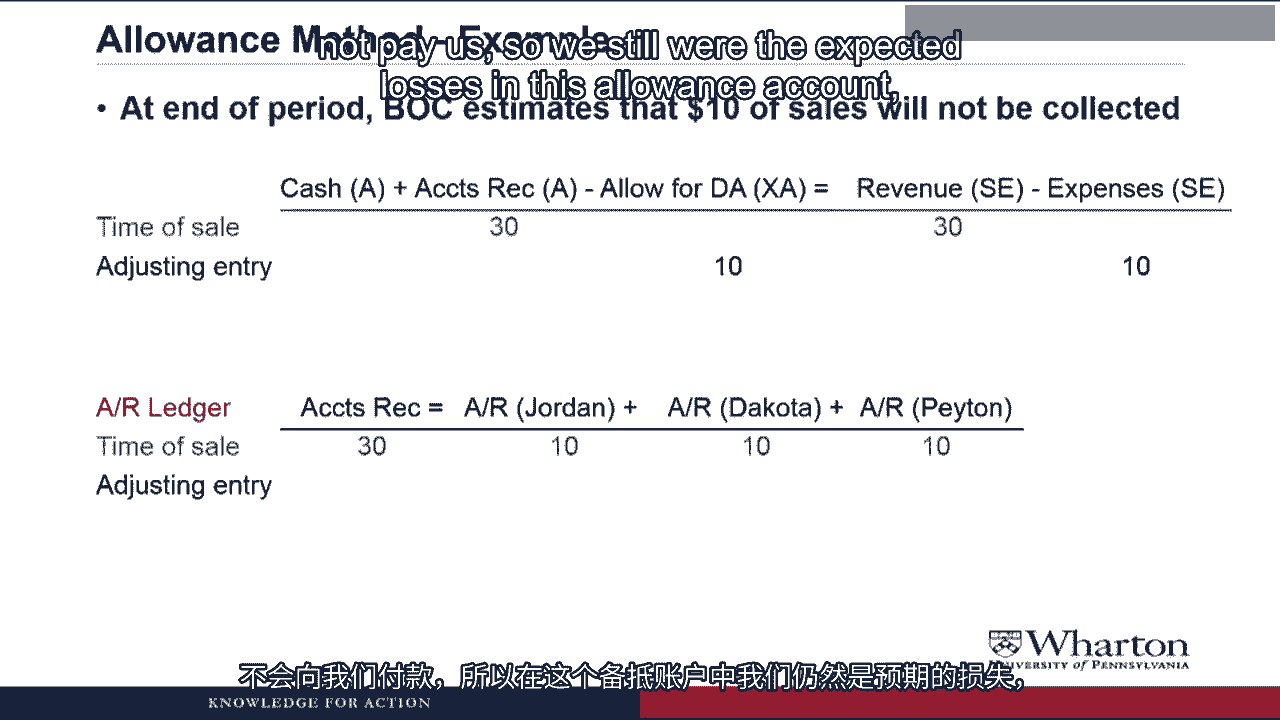 Allowance Method - Example
not pay us, so we still were the expected
losses in this allowance account,
• At end of period, BOC estimates that $10 of sales will not be collected
Cash (A) + Accts Rec (A) - Allow for DA (XA) = Revenue (SE) - Expenses (SE)
Time of sale 30 30
Adjusting entry 10 10
A/R Ledger Accts Rec = A/R (Jordan) + A/R (Dakota) + A/R (Peyton)
Time of sale 30 10 10 10
Adjusting entry
Wharton
UNIVERSITY of PENNSYLVANIA
不会向我们付款，所以在这个备抵账户中我们仍然是预期的损失，
KNOWLEDGE FOR ACTION